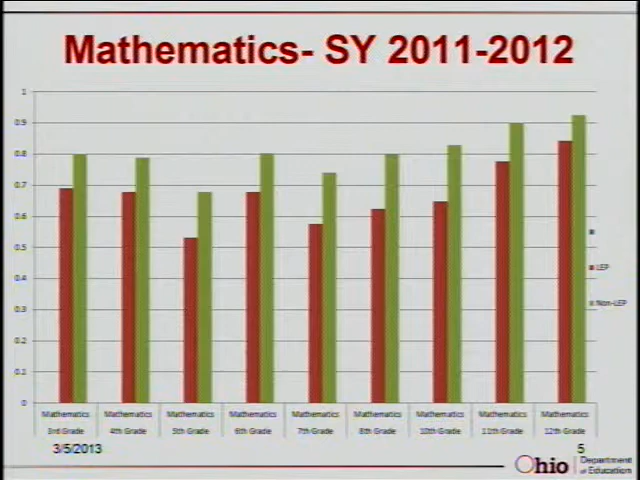 Mathematics- SY 2011-2012
1
0.9
0.8
0.7
0.6
0.5
0.4
0.3
0.2
0.1
0
LEP
Non-LEP
Mathematics Mathematics Mathematics Mathematics Mathematics Mathematics Mathematics Mathematics Mathematics
3rd Grade 4th Grade 5th Grade 6th Grade 7th Grade 8th Grade 10th Grade 11th Grade 12th Grade
3/5/2013 5
Ohio Department
of Education